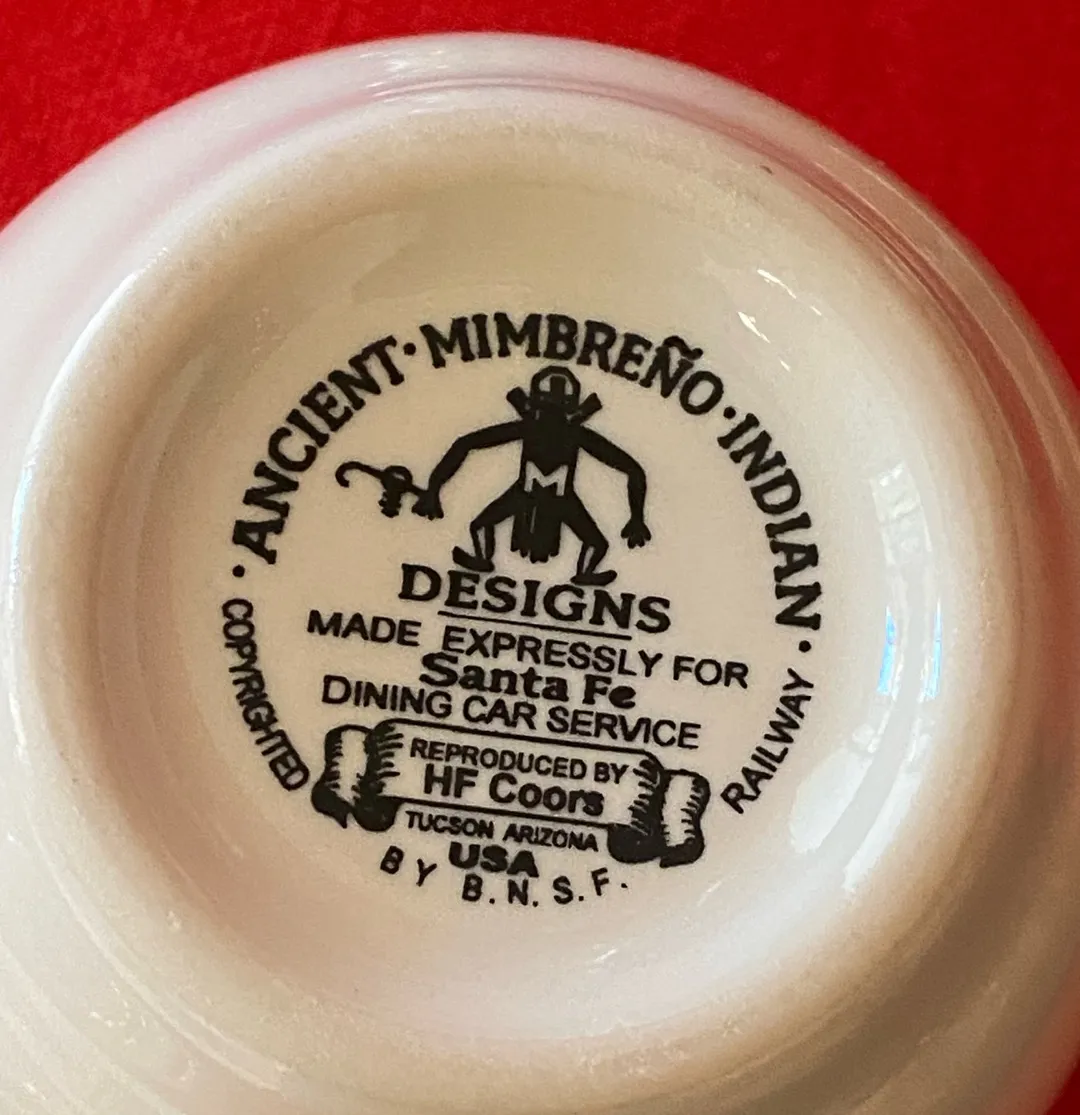 · ANCIENT · MIMBREÑO · INDIAN ·
M
DESIGNS
MADE EXPRESSLY FOR
Santa Fe
DINING CAR SERVICE
REPRODUCED BY
HF Coors
TUCSON ARIZONA
USA
COPYRIGHTED
BY B.N.S.F.
RAILWAY